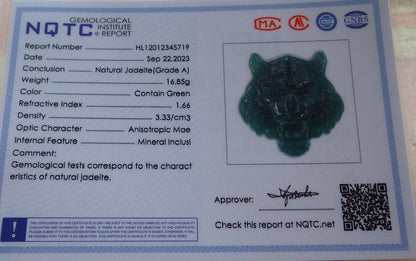 NQTC GEMOLOGICAL
INSTITUTE
REPORT
MA
GNRS
Report Number HL12012345719
Date Sep 22,2023
Conclusion Natural Jadeite(Grade A)
Weight 16.85g
Color Contain Green
Refractive Index 1.66
Density 3.33/cm3
Optic Character Anisotropic Mae
Internal Feature Mineral Inclusi
Comment:
Gemological tests correspond to the charact
eristics of natural jadeite.
Approver:
Check this report at NQTC.net